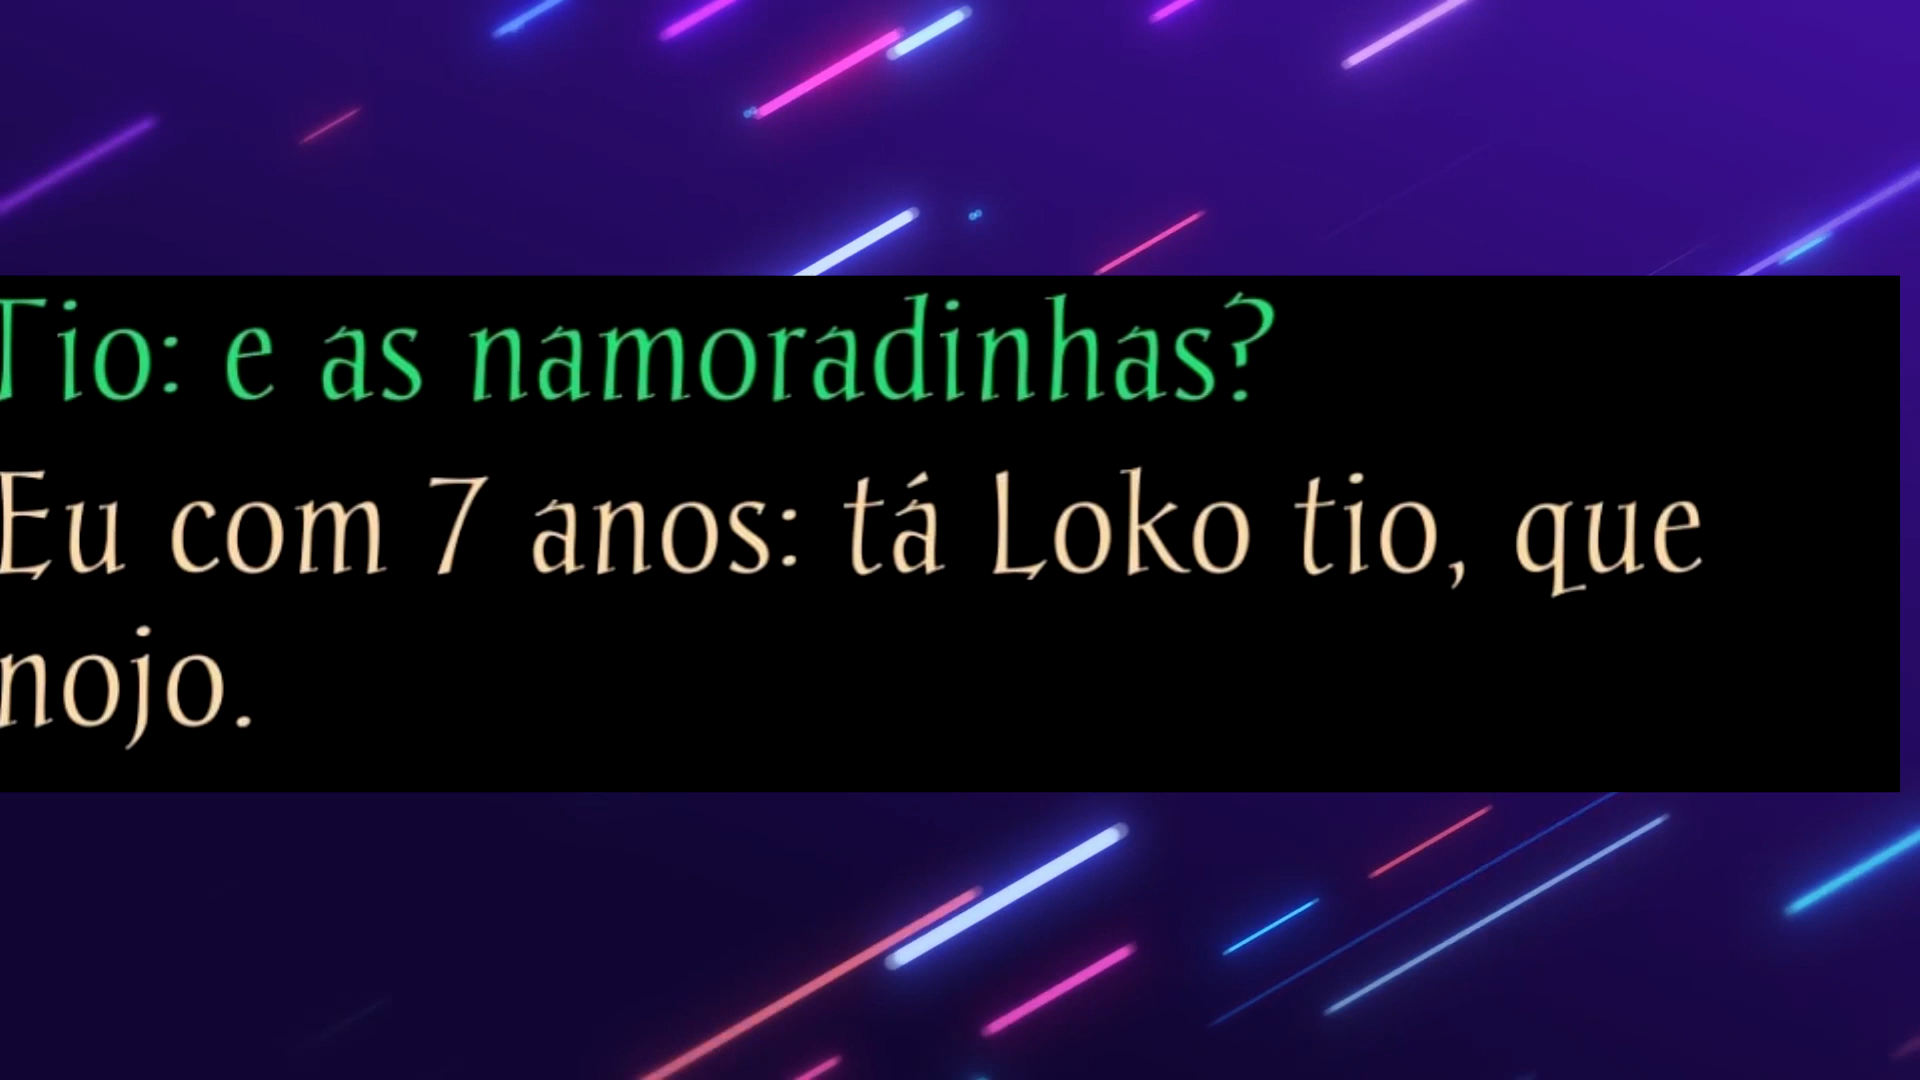 Tio: e as namoradinhas?
Eu com 7 anos: tá Loko tio, que
nojo.